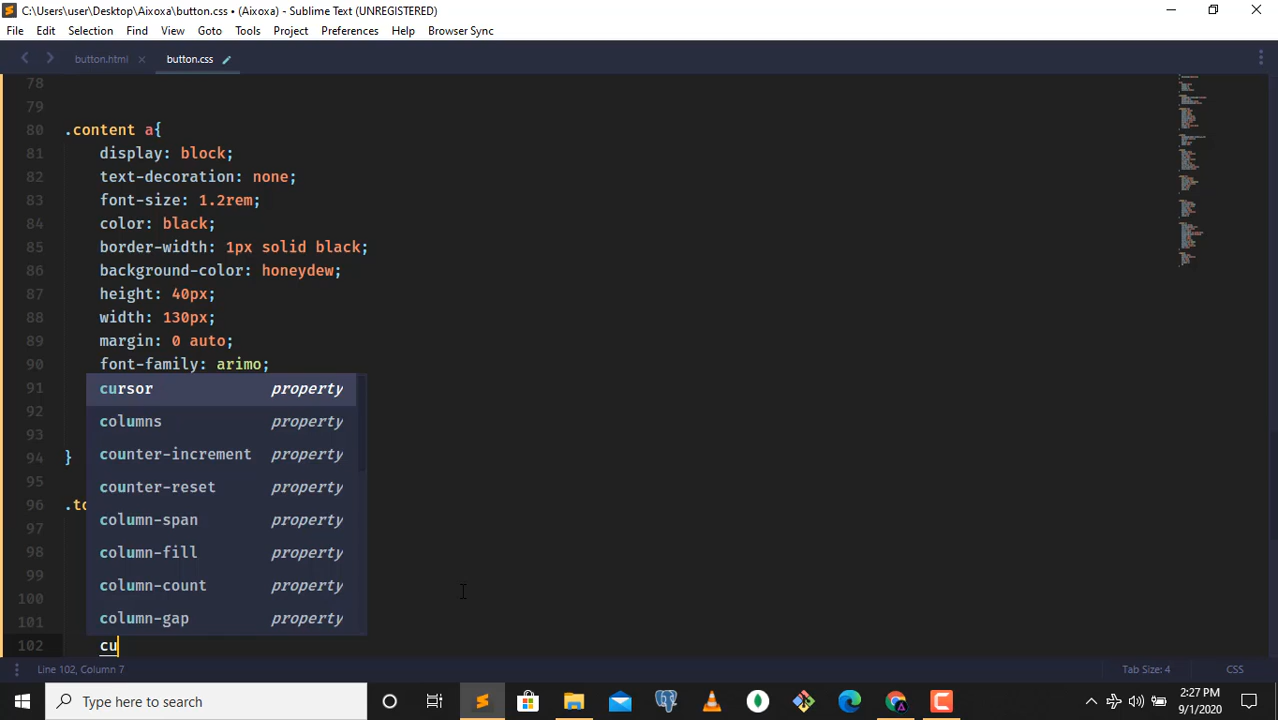 C:\Users\user\Desktop\Aixoxa\button.css • (Aixoxa) - Sublime Text (UNREGISTERED)
File Edit Selection Find View Goto Tools Project Preferences Help Browser Sync
button.html button.css
78
79
80 .content a{
81 display: block;
82 text-decoration: none;
83 font-size: 1.2rem;
84 color: black;
85 border-width: 1px solid black;
86 background-color: honeydew;
87 height: 40px;
88 width: 130px;
89 margin: 0 auto;
90 font-family: arimo;
91 cursor property
92 columns property
93
counter-increment property
94 }
95 counter-reset property
96 .to
97 column-span property
98 column-fill property
99 column-count property
100
101 column-gap property
102 cu
Line 102, Column 7 Tab Size: 4 CSS
Type here to search
2:27 PM
9/1/2020